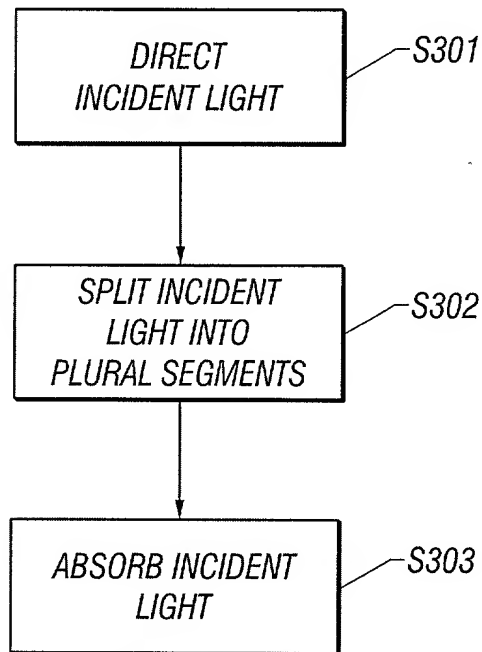 DIRECT
INCIDENT LIGHT
S301
SPLIT INCIDENT
LIGHT INTO
PLURAL SEGMENTS
S302
ABSORB INCIDENT
LIGHT
S303